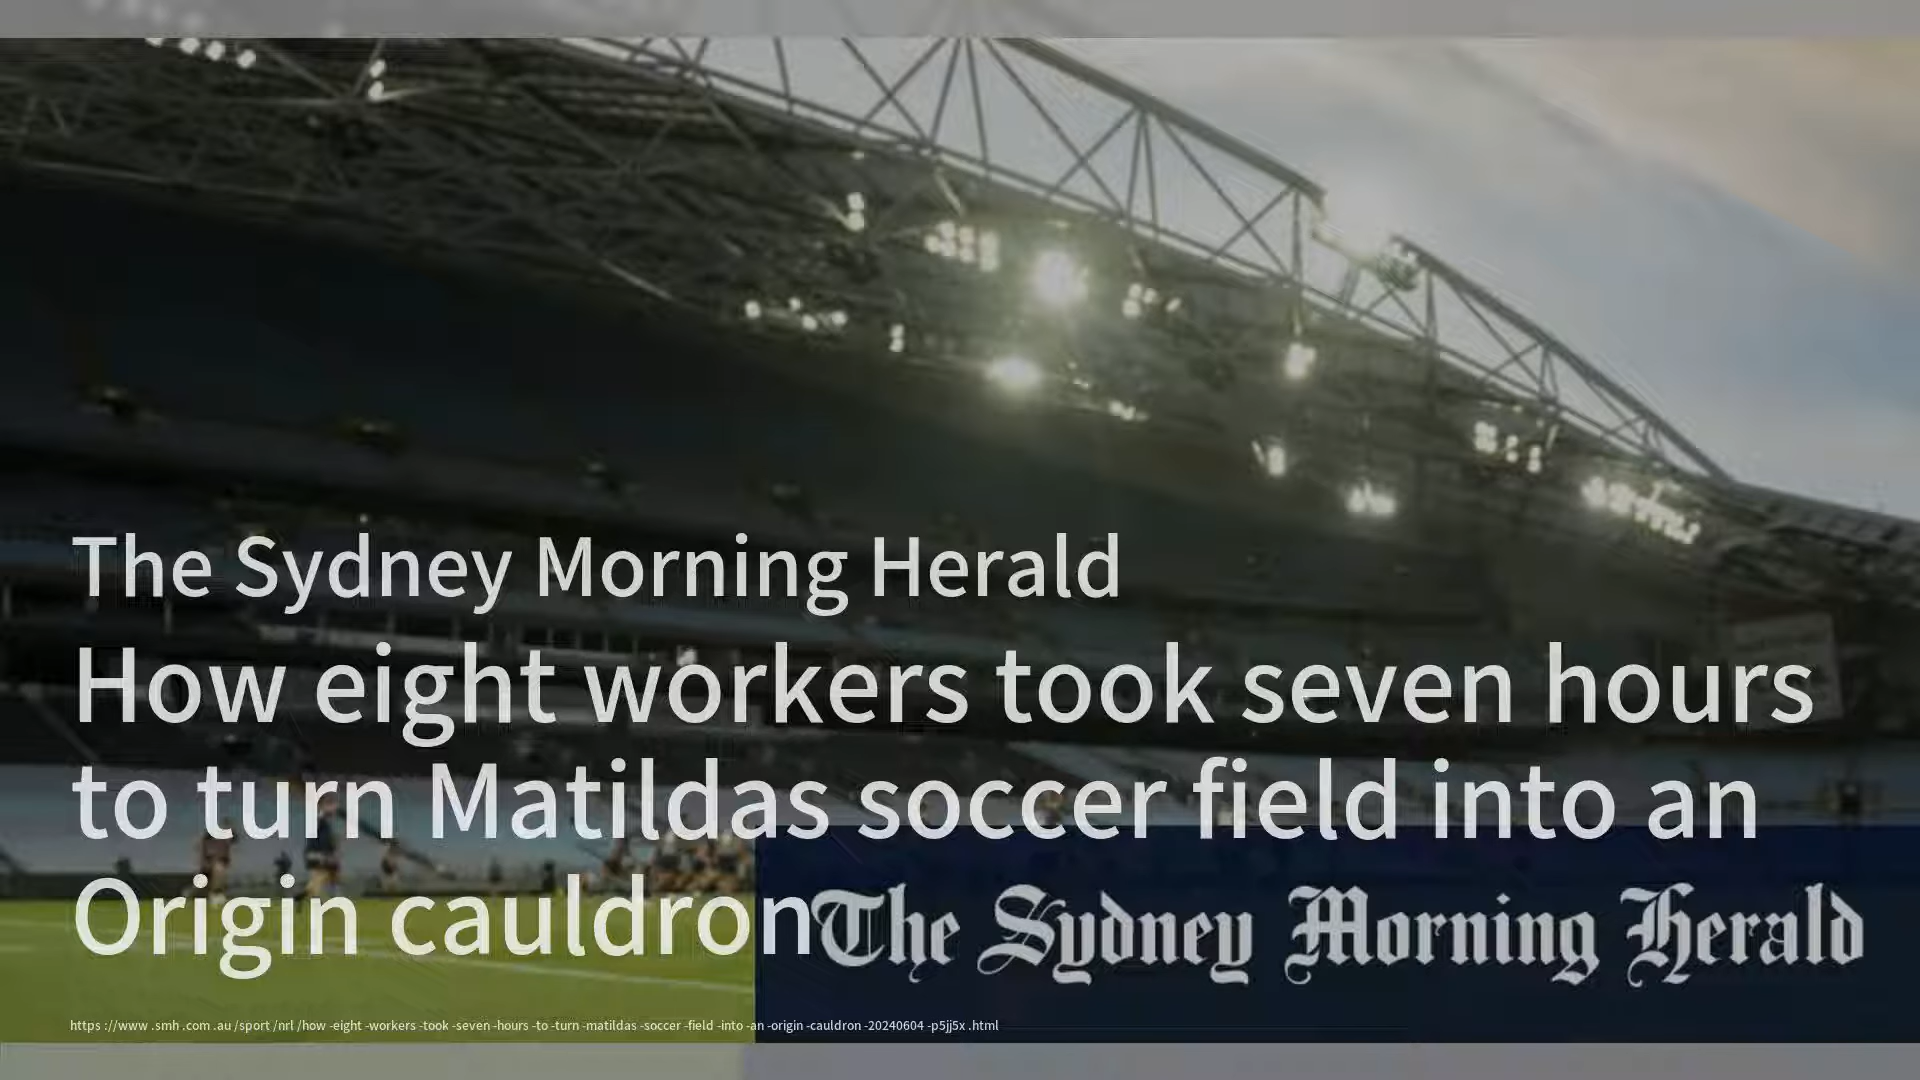 The Sydney Morning Herald
How eight workers took seven hours
to turn Matildas soccer field into an
Origin cauldron
The Sydney Morning Herald
https://www.smh.com.au/sport/nrl/how-eight-workers-took-seven-hours-to-turn-matildas-soccer-field-into-an-origin-cauldron-20240604-p5jj5x.html